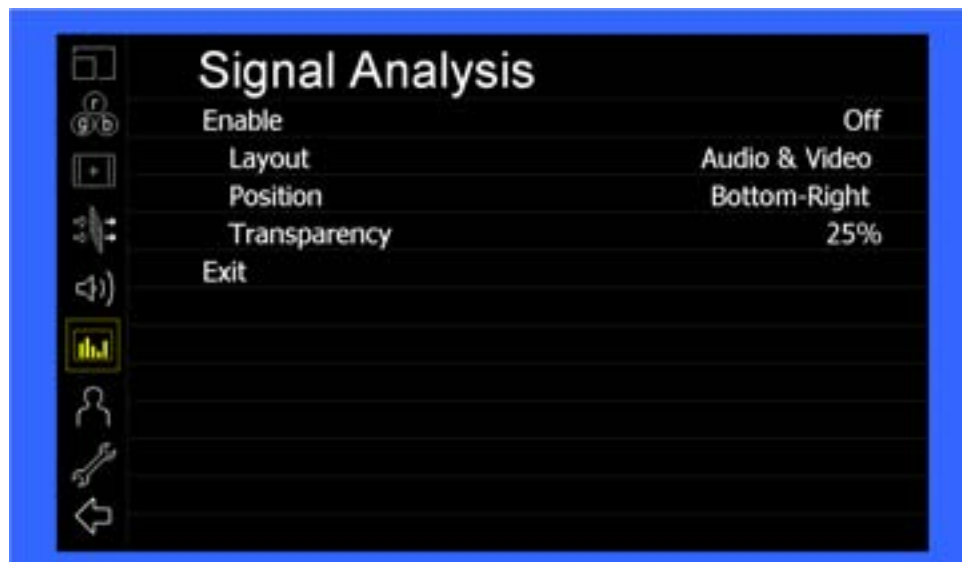 Signal Analysis
Enable Off
Layout Audio & Video
Position Bottom-Right
Transparency 25%
Exit
r
g b